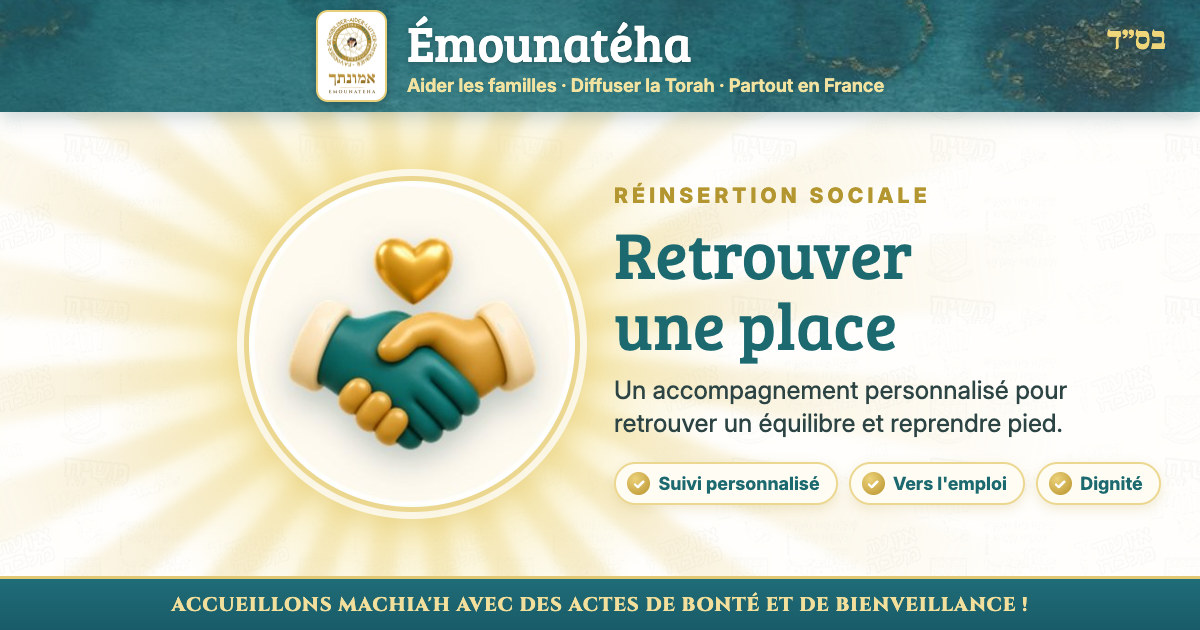 אמונתך
EMOUNATEHA
Émounatéha
Aider les familles · Diffuser la Torah · Partout en France
בס״ד
RÉINSERTION SOCIALE
Retrouver
une place
Un accompagnement personnalisé pour
retrouver un équilibre et reprendre pied.
Suivi personnalisé
Vers l'emploi
Dignité
ACCUEILLONS MACHIA'H AVEC DES ACTES DE BONTÉ ET DE BIENVEILLANCE !